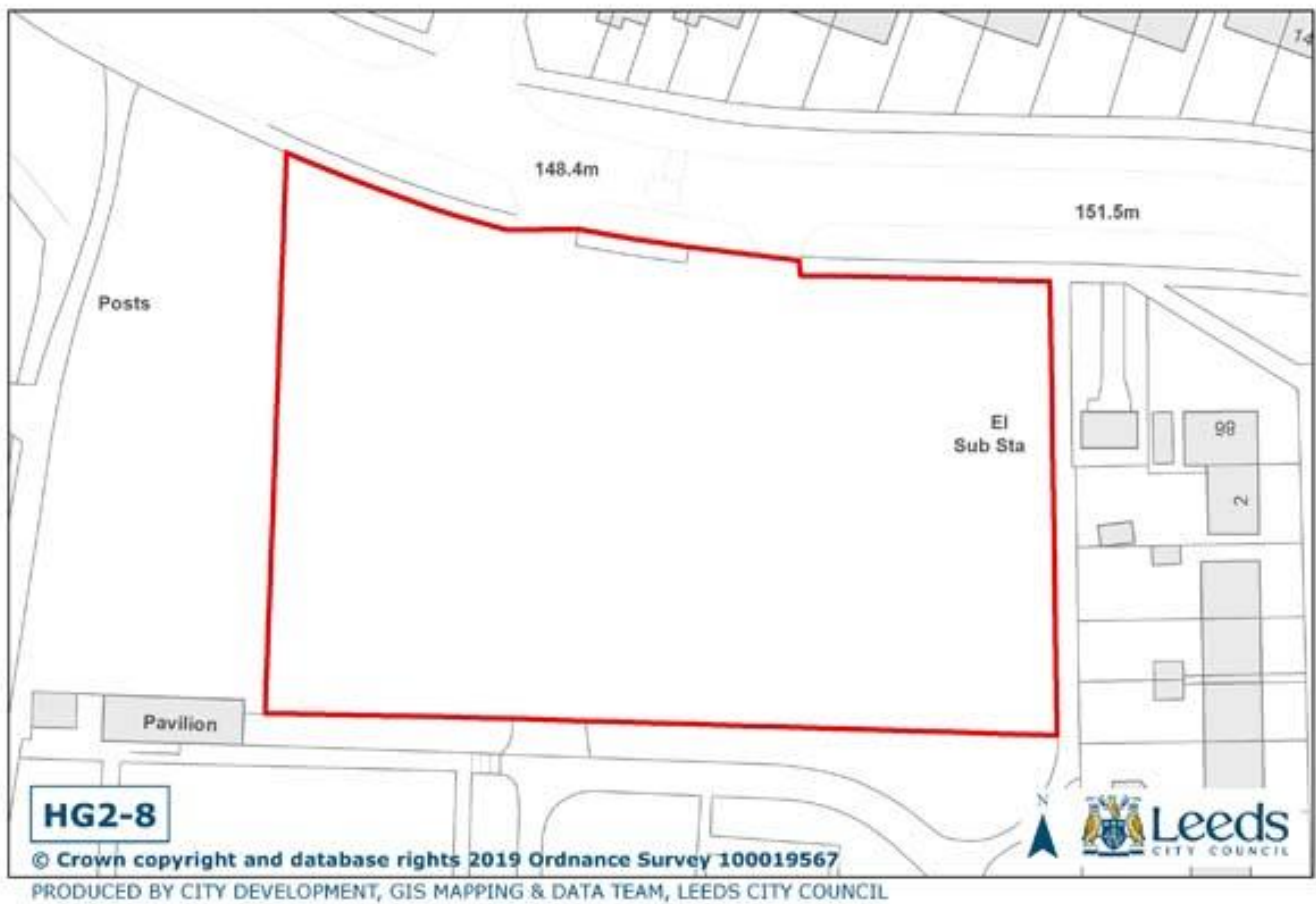 148.4m
151.5m
Posts
El
Sub Sta
98
2
Pavilion
HG2-8
N
Leeds
CITY COUNCIL
© Crown copyright and database rights 2019 Ordnance Survey 100019567
PRODUCED BY CITY DEVELOPMENT, GIS MAPPING & DATA TEAM, LEEDS CITY COUNCIL